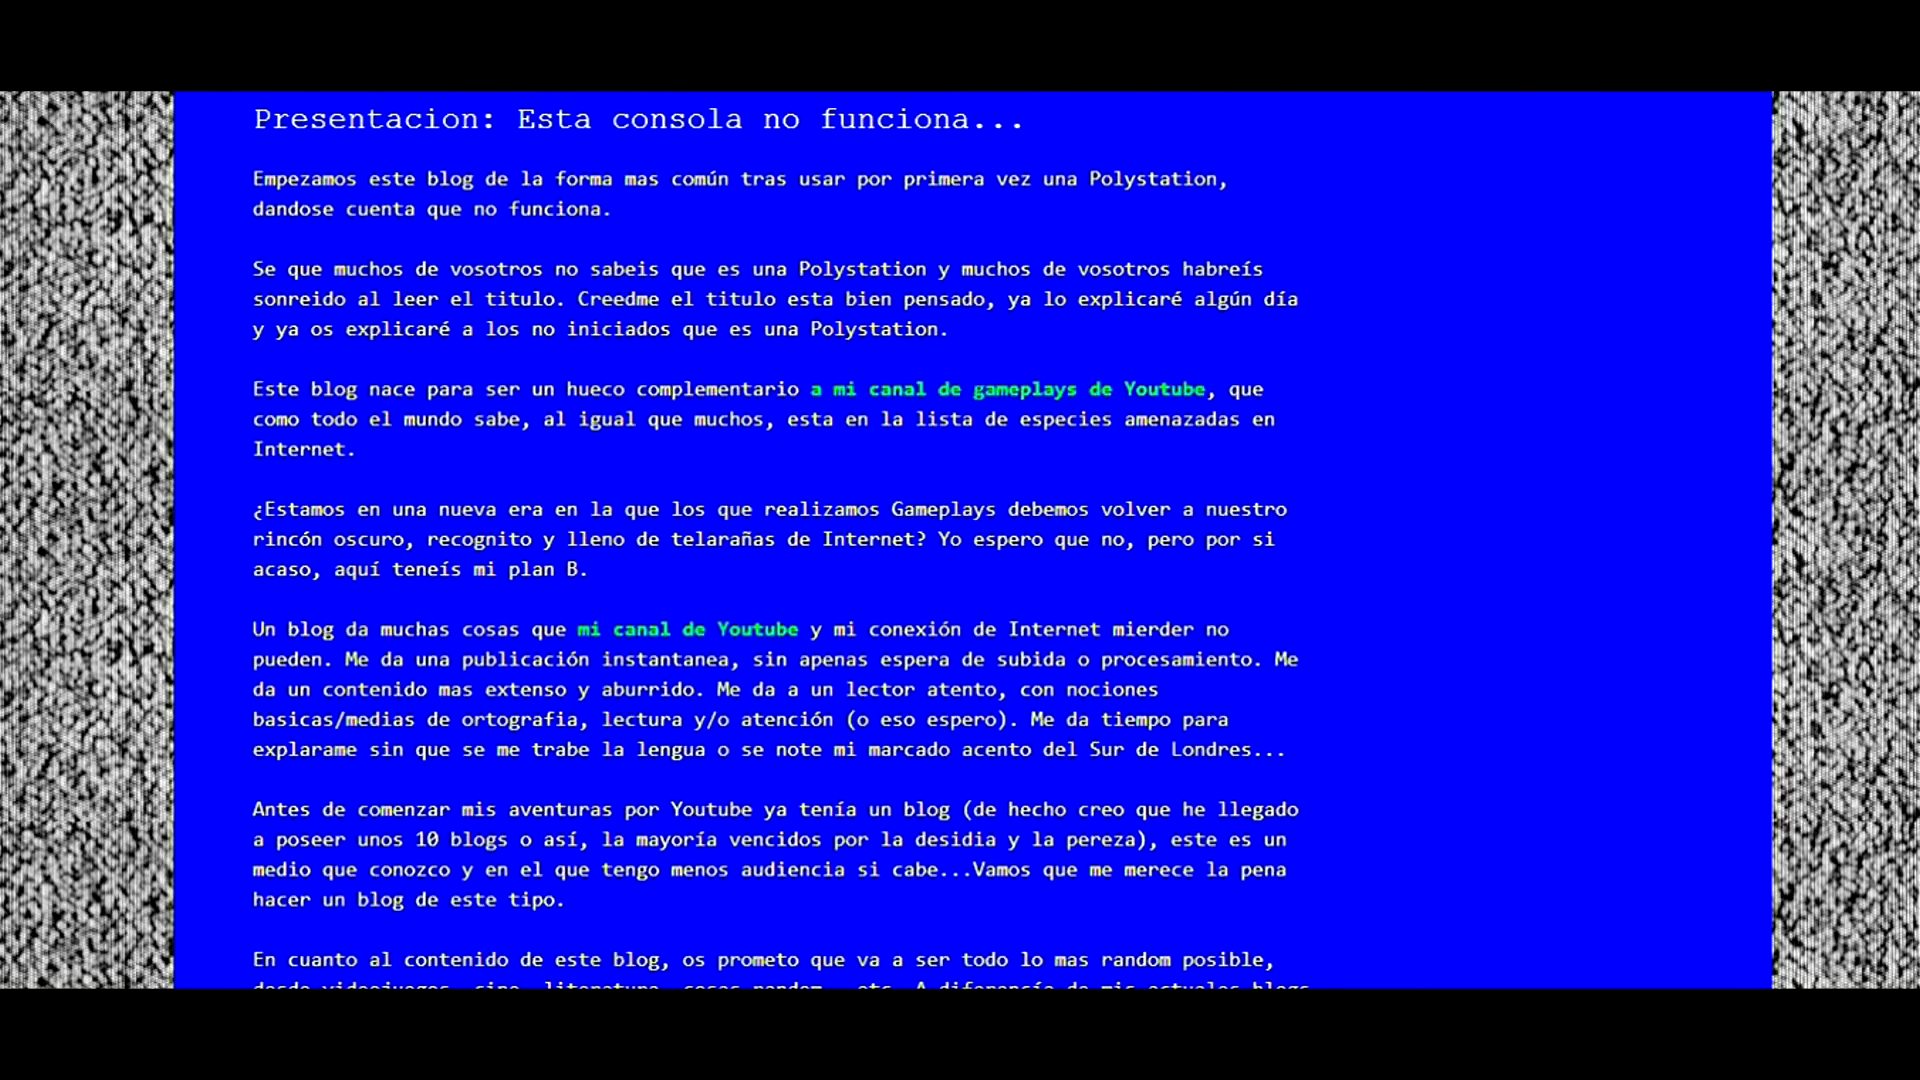 Presentacion: Esta consola no funciona...
Empezamos este blog de la forma mas común tras usar por primera vez una Polystation,
dandose cuenta que no funciona.
Se que muchos de vosotros no sabeis que es una Polystation y muchos de vosotros habreís
sonreido al leer el titulo. Creedme el titulo esta bien pensado, ya lo explicaré algún día
y ya os explicaré a los no iniciados que es una Polystation.
Este blog nace para ser un hueco complementario a mi canal de gameplays de Youtube, que
como todo el mundo sabe, al igual que muchos, esta en la lista de especies amenazadas en
Internet.
¿Estamos en una nueva era en la que los que realizamos Gameplays debemos volver a nuestro
rincón oscuro, recognito y lleno de telarañas de Internet? Yo espero que no, pero por si
acaso, aquí teneís mi plan B.
Un blog da muchas cosas que mi canal de Youtube y mi conexión de Internet mierder no
pueden. Me da una publicación instantanea, sin apenas espera de subida o procesamiento. Me
da un contenido mas extenso y aburrido. Me da a un lector atento, con nociones
basicas/medias de ortografia, lectura y/o atención (o eso espero). Me da tiempo para
explarame sin que se me trabe la lengua o se note mi marcado acento del Sur de Londres...
Antes de comenzar mis aventuras por Youtube ya tenía un blog (de hecho creo que he llegado
a poseer unos 10 blogs o así, la mayoría vencidos por la desidia y la pereza), este es un
medio que conozco y en el que tengo menos audiencia si cabe...Vamos que me merece la pena
hacer un blog de este tipo.
En cuanto al contenido de este blog, os prometo que va a ser todo lo mas random posible,
desde videojuegos, cine, literatura, cosas random, etc. A diferencía de mis actuales blogs